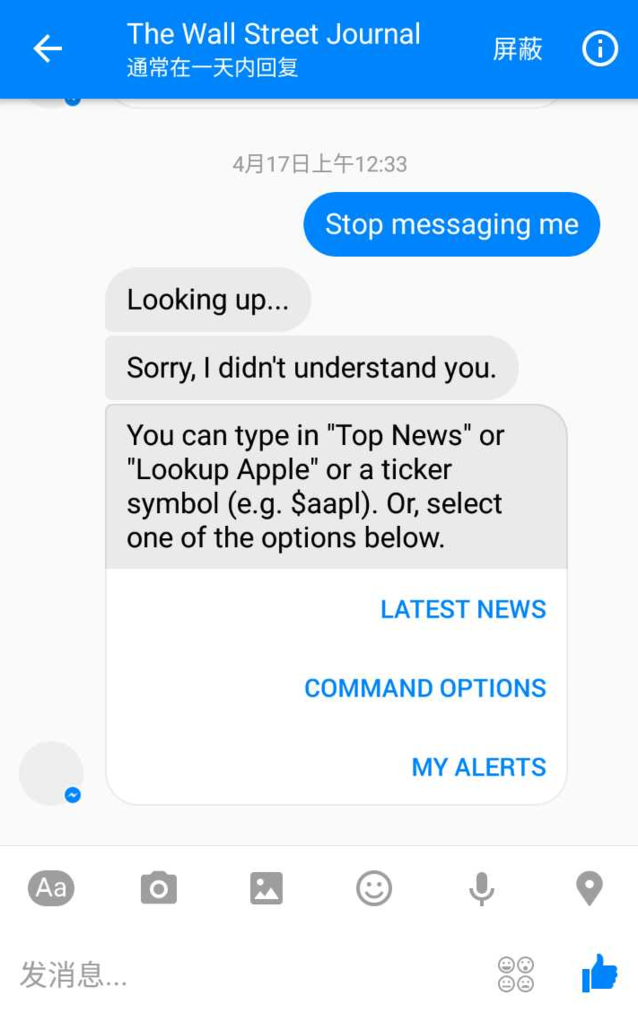 The Wall Street Journal
通常在一天内回复
屏蔽
4月17日上午12:33
Stop messaging me
Looking up...
Sorry, I didn't understand you.
You can type in "Top News" or
"Lookup Apple" or a ticker
symbol (e.g. $aapl). Or, select
one of the options below.
LATEST NEWS
COMMAND OPTIONS
MY ALERTS
Aa
发消息...